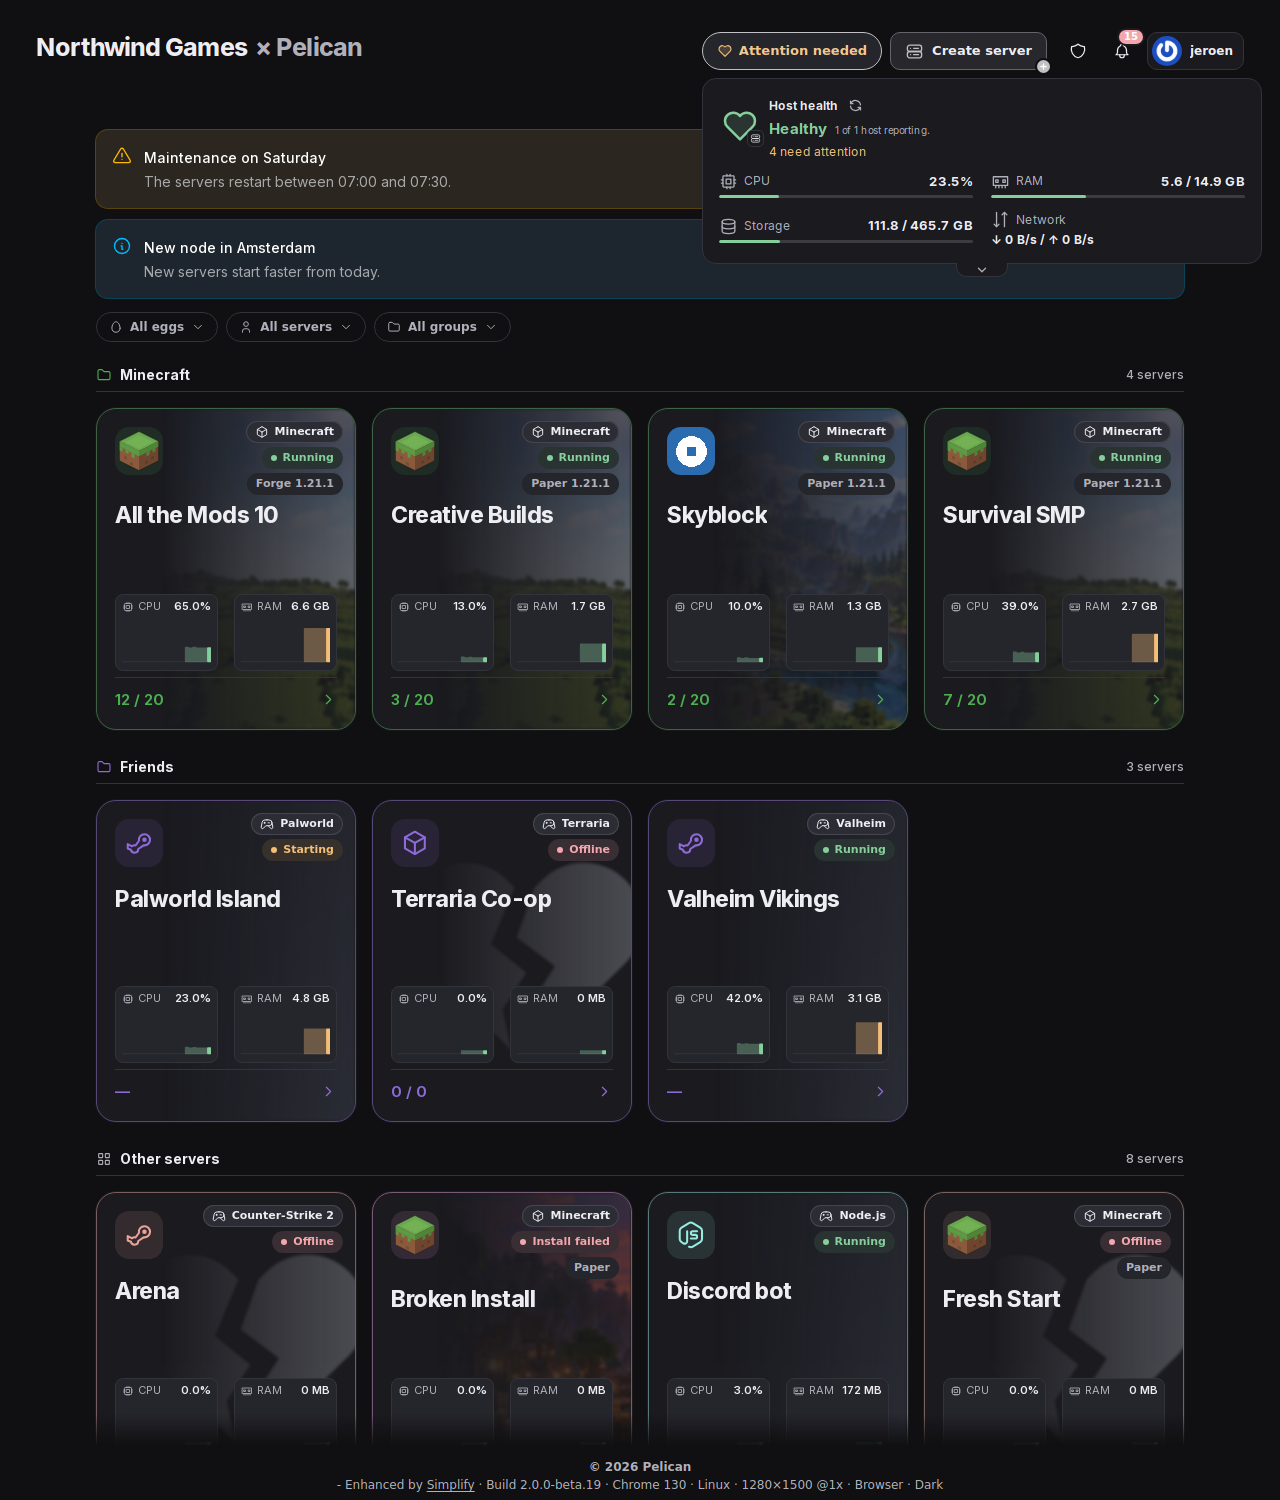 Northwind Games × Pelican
Attention needed
Create server
15
jeroen
Host health
Healthy 1 of 1 host reporting.
4 need attention
CPU 23.5%
RAM 5.6 / 14.9 GB
Storage 111.8 / 465.7 GB
Network
↓ 0 B/s / ↑ 0 B/s
Maintenance on Saturday
The servers restart between 07:00 and 07:30.
New node in Amsterdam
New servers start faster from today.
All eggs
All servers
All groups
Minecraft
4 servers
Minecraft
Running
Forge 1.21.1
All the Mods 10
CPU 65.0%
RAM 6.6 GB
12 / 20
Minecraft
Running
Paper 1.21.1
Creative Builds
CPU 13.0%
RAM 1.7 GB
3 / 20
Minecraft
Running
Paper 1.21.1
Skyblock
CPU 10.0%
RAM 1.3 GB
2 / 20
Minecraft
Running
Paper 1.21.1
Survival SMP
CPU 39.0%
RAM 2.7 GB
7 / 20
Friends
3 servers
Palworld
Starting
Palworld Island
CPU 23.0%
RAM 4.8 GB
—
Terraria
Offline
Terraria Co-op
CPU 0.0%
RAM 0 MB
0 / 0
Valheim
Running
Valheim Vikings
CPU 42.0%
RAM 3.1 GB
—
Other servers
8 servers
Counter-Strike 2
Offline
Arena
CPU 0.0%
RAM 0 MB
Minecraft
Install failed
Paper
Broken Install
CPU 0.0%
RAM 0 MB
JS
Node.js
Running
Discord bot
CPU 3.0%
RAM 172 MB
Minecraft
Offline
Paper
Fresh Start
CPU 0.0%
RAM 0 MB
© 2026 Pelican
- Enhanced by Simplify · Build 2.0.0-beta.19 · Chrome 130 · Linux · 1280×1500 @1x · Browser · Dark